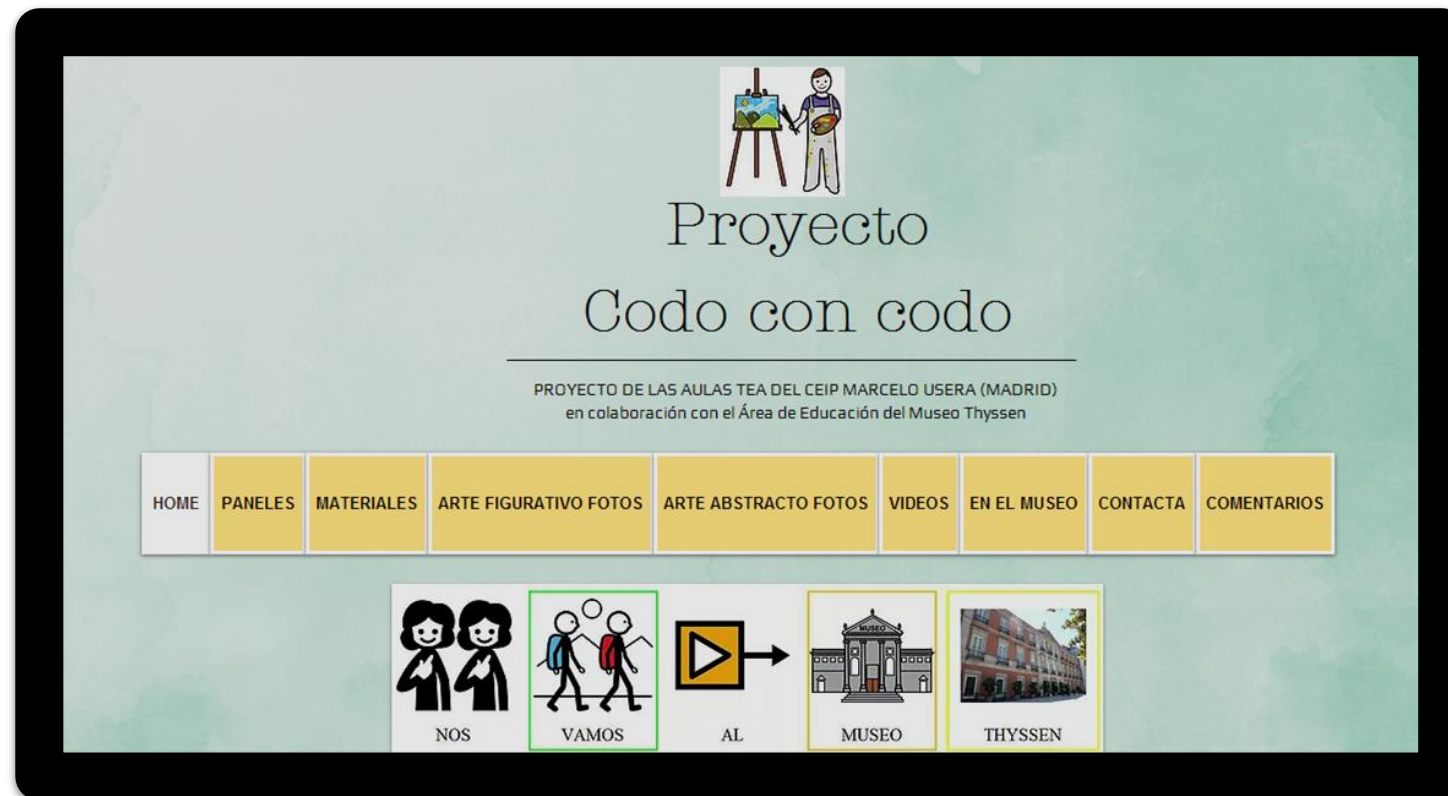 Proyecto
Codo con codo
PROYECTO DE LAS AULAS TEA DEL CEIP MARCELO USERA (MADRID)
en colaboración con el Área de Educación del Museo Thyssen
HOME PANELES MATERIALES ARTE FIGURATIVO FOTOS ARTE ABSTRACTO FOTOS VIDEOS EN EL MUSEO CONTACTA COMENTARIOS
MUSEO
NOS VAMOS AL MUSEO THYSSEN